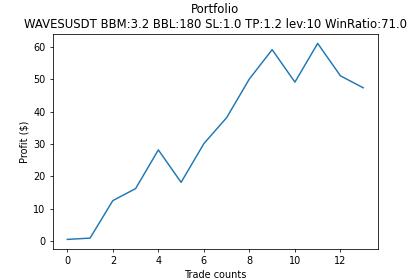 Portfolio
WAVESUSDT BBM:3.2 BBL:180 SL:1.0 TP:1.2 lev:10 WinRatio:71.0
Profit ($)
60
50
40
30
20
10
0
0 2 4 6 8 10 12
Trade counts